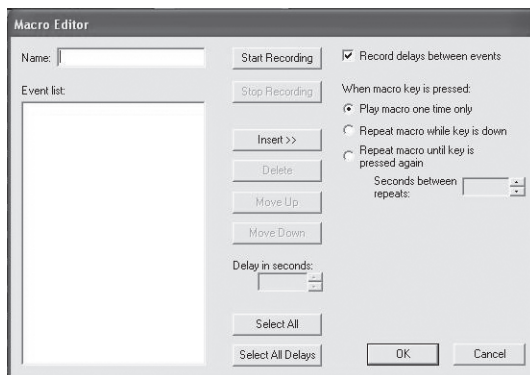 Macro Editor
Name:
Start Recording
Record delays between events
Event list:
Stop Recording
When macro key is pressed:
Play macro one time only
Insert >>
Repeat macro while key is down
Delete
Repeat macro until key is
pressed again
Move Up
Seconds between
repeats:
Move Down
Delay in seconds:
Select All
Select All Delays
OK
Cancel